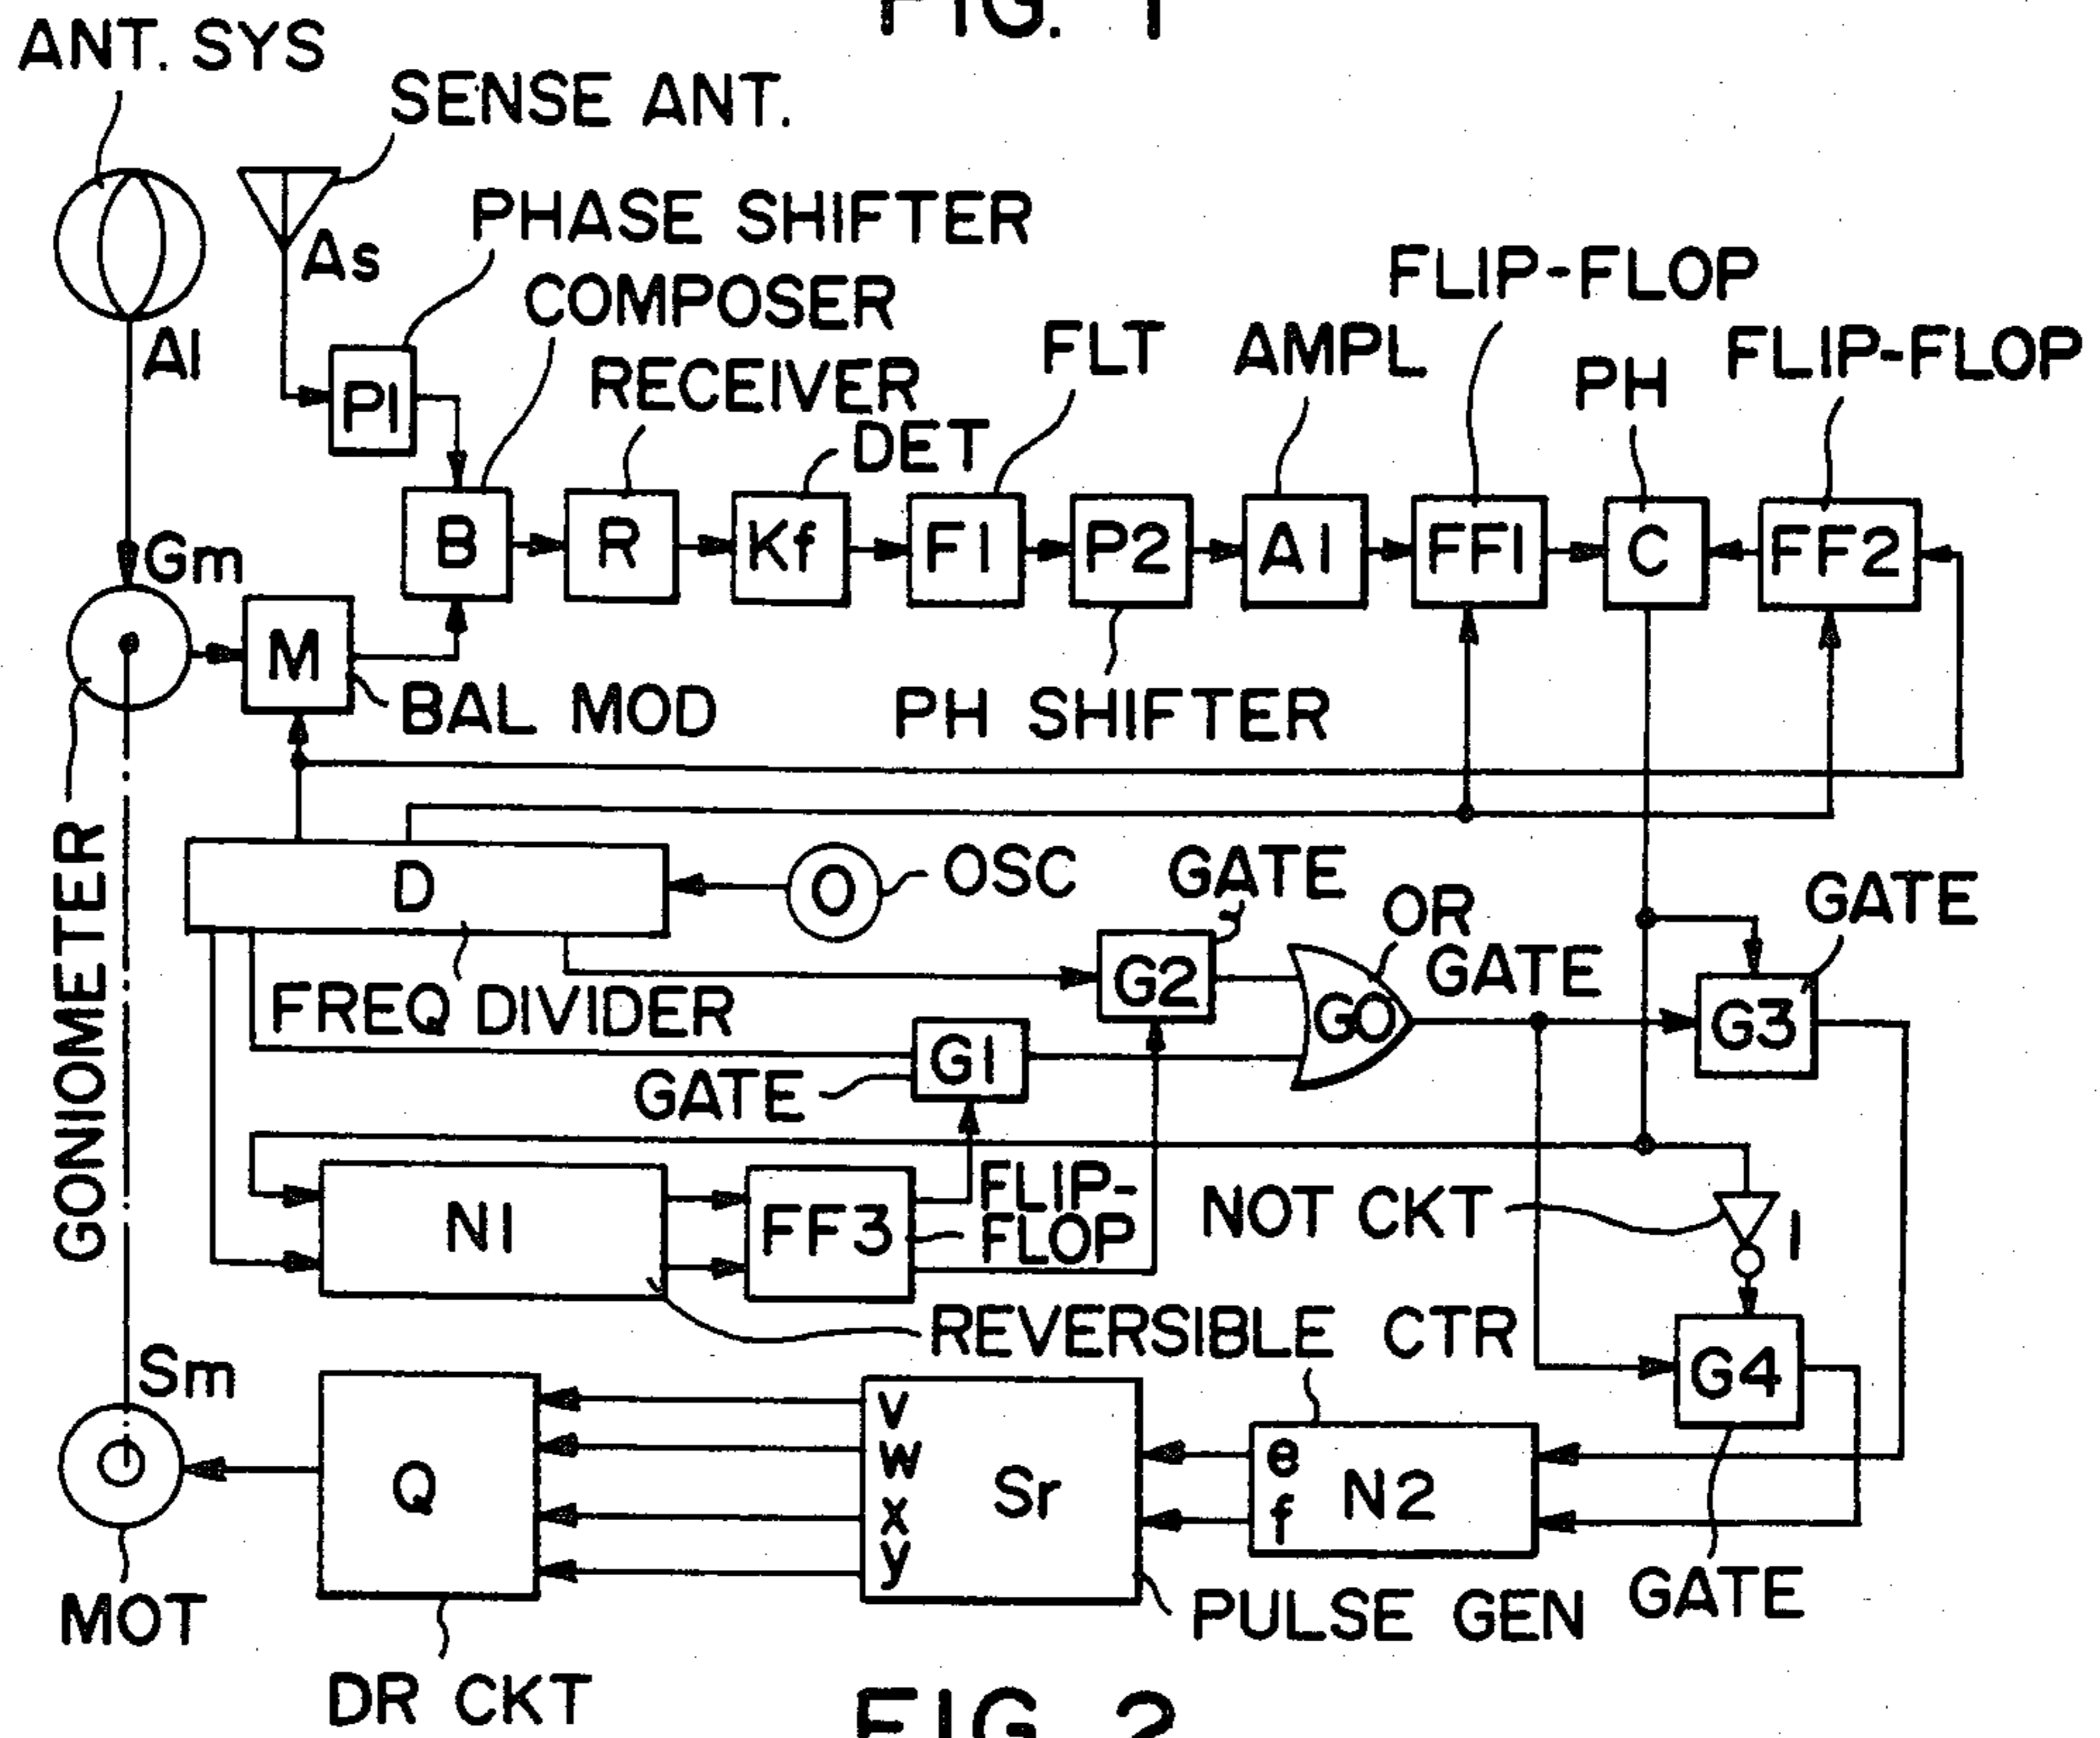 FIG. 1
ANT. SYS
SENSE ANT.
PHASE SHIFTER
As
COMPOSER
FLIP-FLOP
Al
RECEIVER
FLT
AMPL
PH
FLIP-FLOP
P1
DET
Gm
B
R
Kf
F1
P2
A1
FF1
C
FF2
M
BAL MOD
PH SHIFTER
GONIOMETER
D
O
OSC
GATE
OR
GATE
GATE
FREQ DIVIDER
G2
GO
G3
G1
GATE
N1
FF3
FLIP-
FLOP
NOT CKT
I
REVERSIBLE CTR
Sm
G4
Q
v
w
x
y
Sr
e
f
N2
MOT
DR CKT
PULSE GEN
GATE
FIG. 2